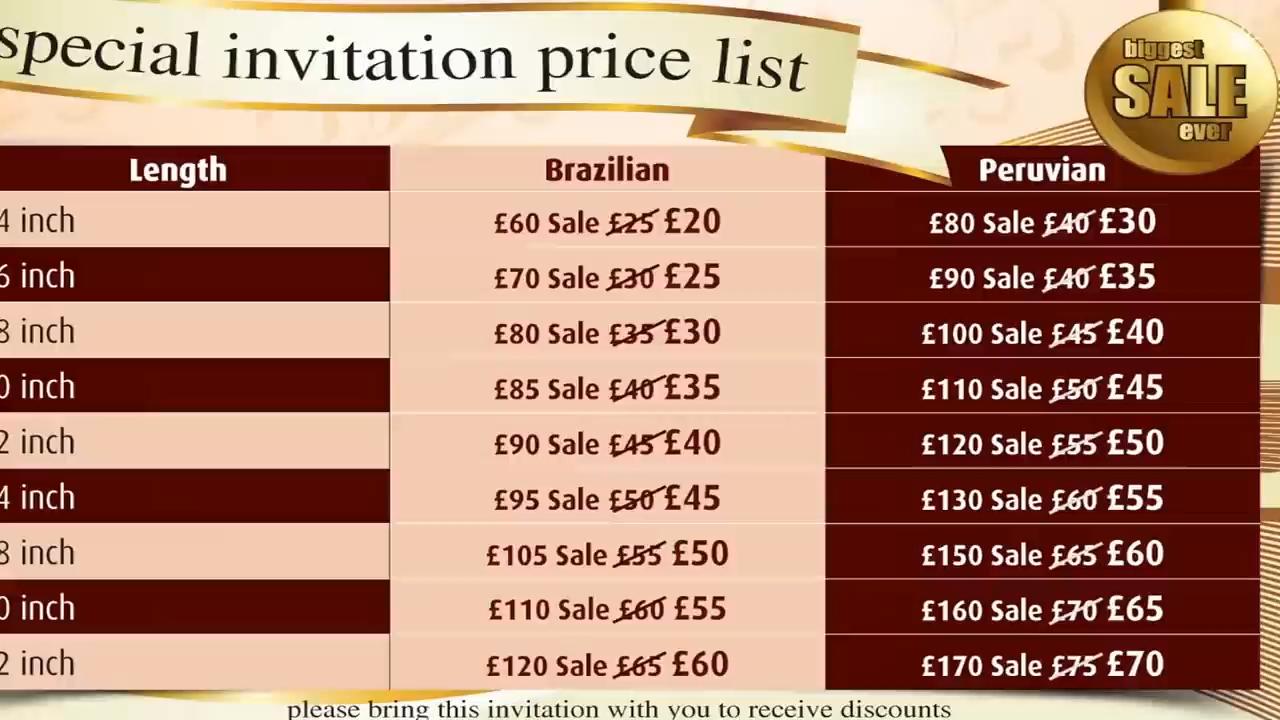 special invitation price list
biggest
SALE
ever
Length Brazilian Peruvian
4 inch £60 Sale £25 £20 £80 Sale £40 £30
6 inch £70 Sale £30 £25 £90 Sale £40 £35
8 inch £80 Sale £35 £30 £100 Sale £45 £40
0 inch £85 Sale £40 £35 £110 Sale £50 £45
2 inch £90 Sale £45 £40 £120 Sale £55 £50
4 inch £95 Sale £50 £45 £130 Sale £60 £55
8 inch £105 Sale £55 £50 £150 Sale £65 £60
0 inch £110 Sale £60 £55 £160 Sale £70 £65
2 inch £120 Sale £65 £60 £170 Sale £75 £70
please bring this invitation with you to receive discounts